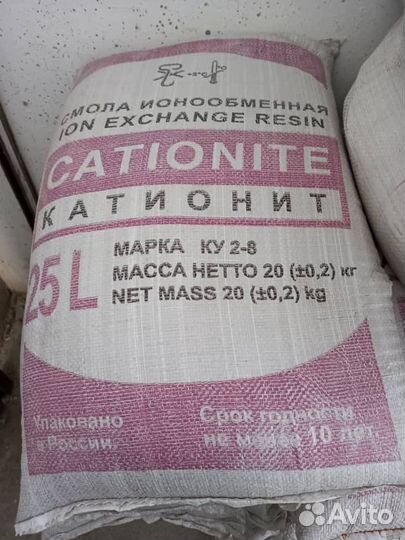 СМОЛА ИОНООБМЕННАЯ
ION EXCHANGE RESIN
CATIONITE
КАТИОНИТ
25 L
МАРКА КУ 2-8
МАССА НЕТТО 20 (±0,2) кг
NET MASS 20 (±0,2) kg
Упаковано
в России.
Срок годности
не менее 10 лет.
Avito